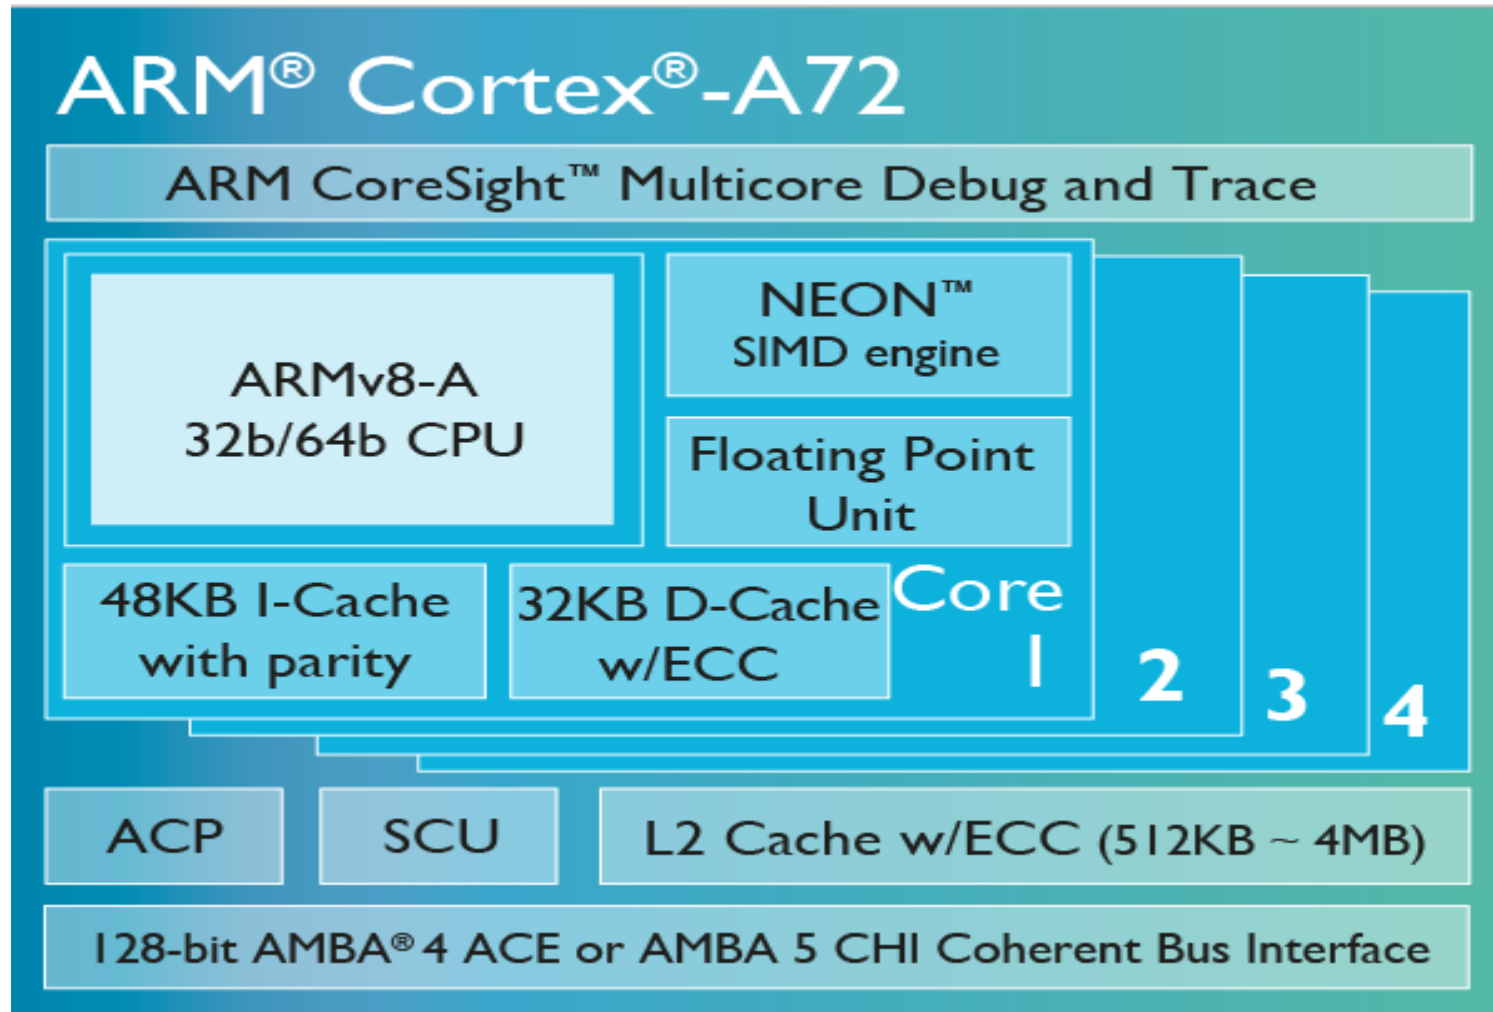 ARM® Cortex®-A72
ARM CoreSight™ Multicore Debug and Trace
ARMv8-A
32b/64b CPU
NEON™
SIMD engine
Floating Point
Unit
48KB I-Cache
with parity
32KB D-Cache
w/ECC
Core
1
2
3
4
ACP
SCU
L2 Cache w/ECC (512KB ~ 4MB)
128-bit AMBA® 4 ACE or AMBA 5 CHI Coherent Bus Interface